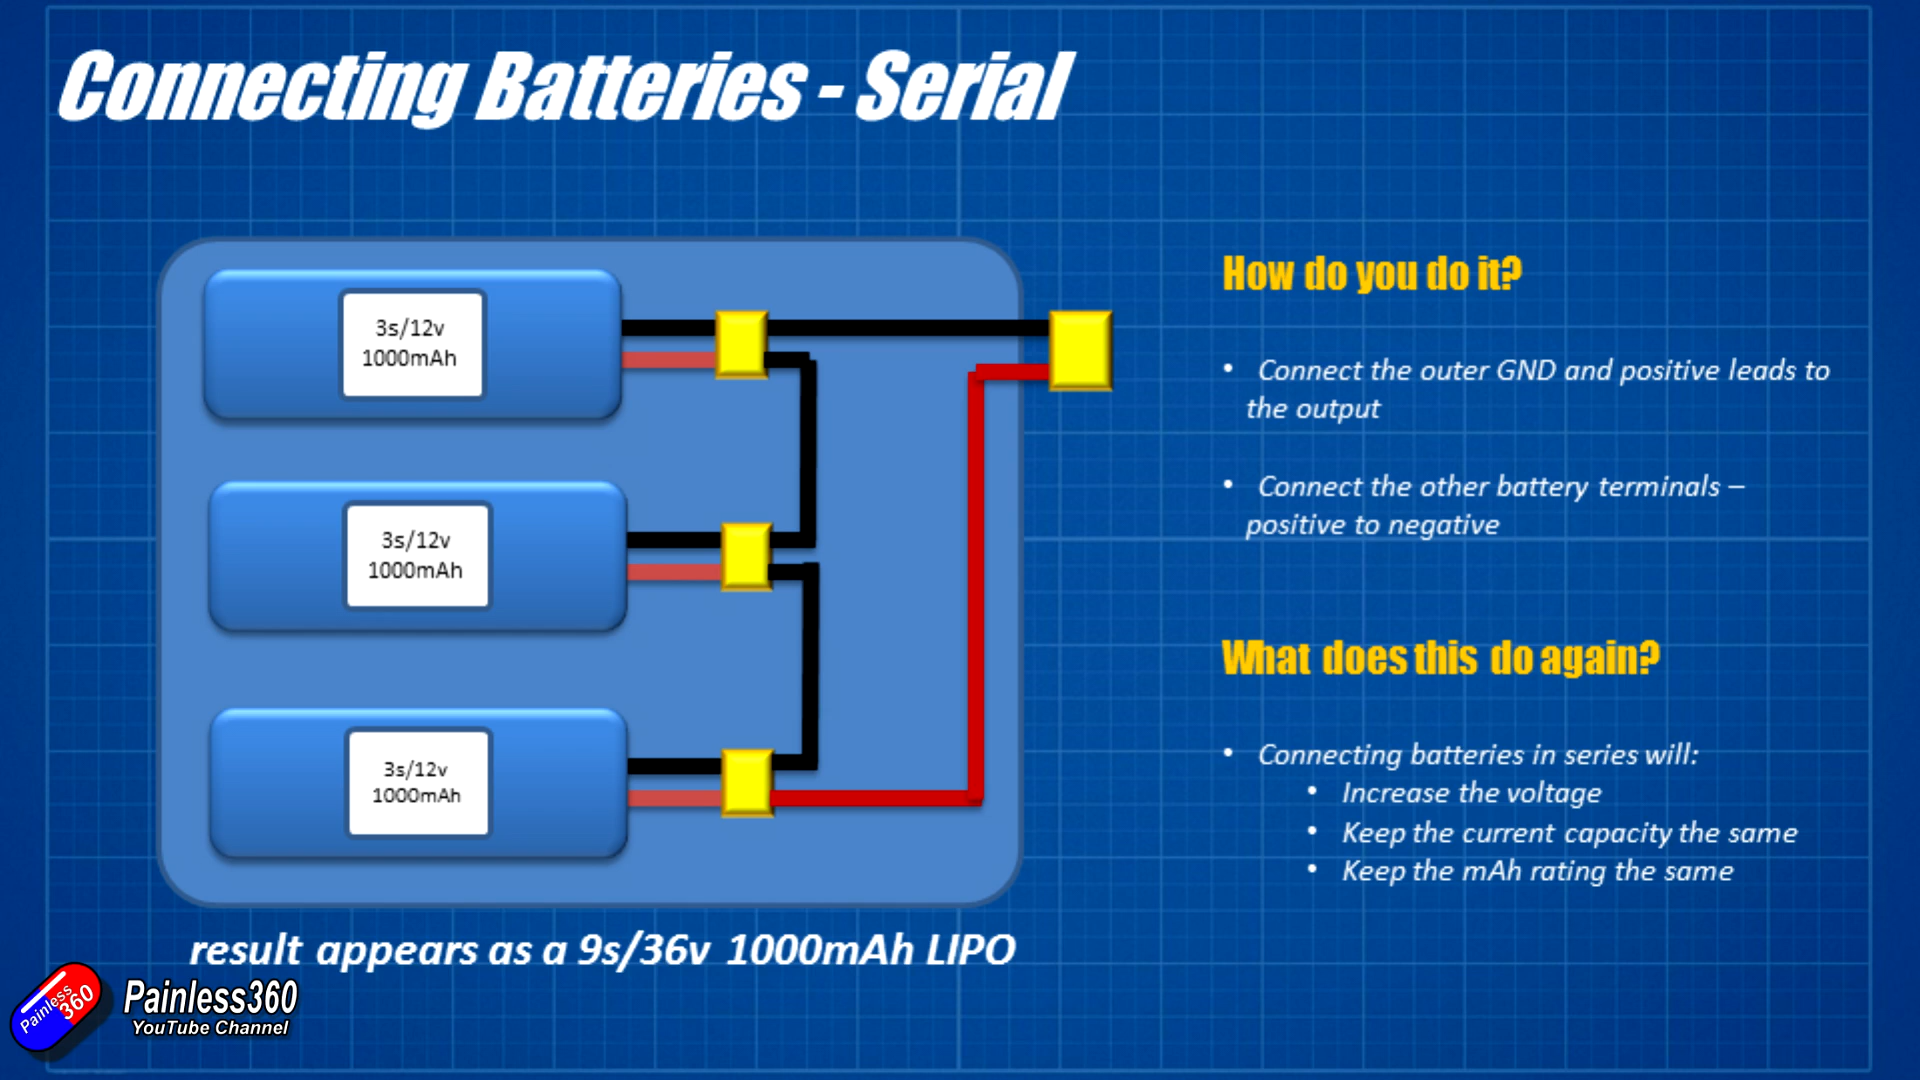 Connecting Batteries - Serial
3s/12v
1000mAh
3s/12v
1000mAh
3s/12v
1000mAh
result appears as a 9s/36v 1000mAh LIPO
How do you do it?
• Connect the outer GND and positive leads to
the output
• Connect the other battery terminals –
positive to negative
What does this do again?
• Connecting batteries in series will:
• Increase the voltage
• Keep the current capacity the same
• Keep the mAh rating the same
Painless
360
Painless360
YouTube Channel